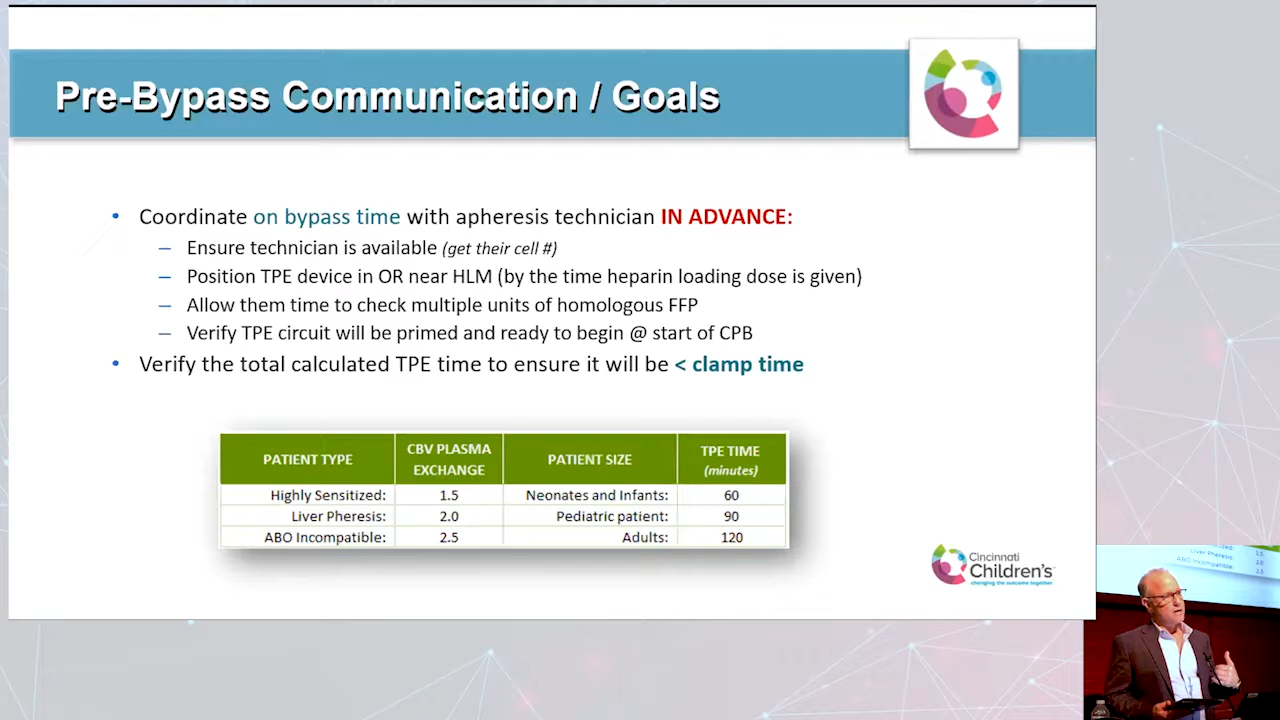 Pre-Bypass Communication / Goals
• Coordinate on bypass time with apheresis technician IN ADVANCE:
– Ensure technician is available (get their cell #)
– Position TPE device in OR near HLM (by the time heparin loading dose is given)
– Allow them time to check multiple units of homologous FFP
– Verify TPE circuit will be primed and ready to begin @ start of CPB
• Verify the total calculated TPE time to ensure it will be < clamp time
PATIENT TYPE CBV PLASMA EXCHANGE PATIENT SIZE TPE TIME (minutes)
Highly Sensitized: 1.5 Neonates and Infants: 60
Liver Pheresis: 2.0 Pediatric patient: 90
ABO Incompatible: 2.5 Adults: 120
Cincinnati
Children's
changing the outcome together
Liver Pheresis:
ABO Incompatible: